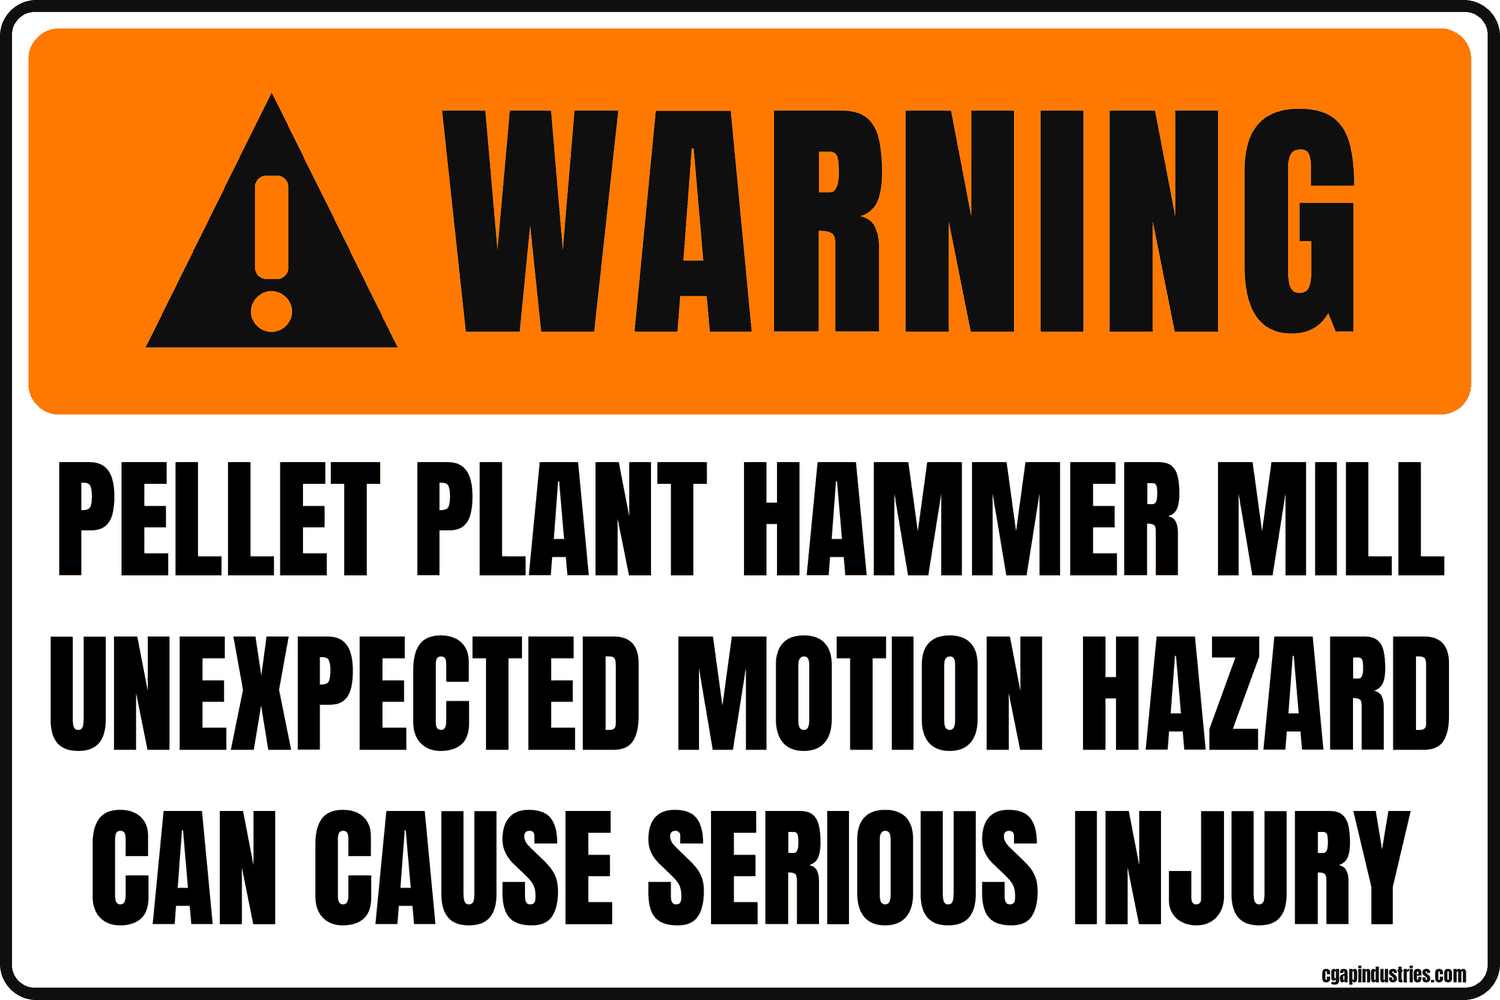 WARNING
PELLET PLANT HAMMER MILL
UNEXPECTED MOTION HAZARD
CAN CAUSE SERIOUS INJURY
cgapindustries.com